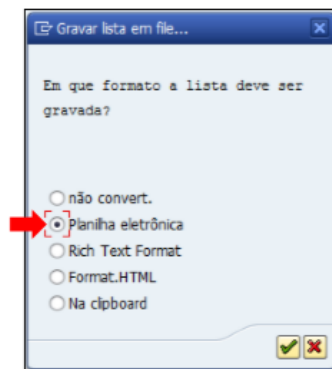 Gravar lista em file...
Em que formato a lista deve ser
gravada?
não convert.
Planilha eletrônica
Rich Text Format
Format.HTML
Na clipboard